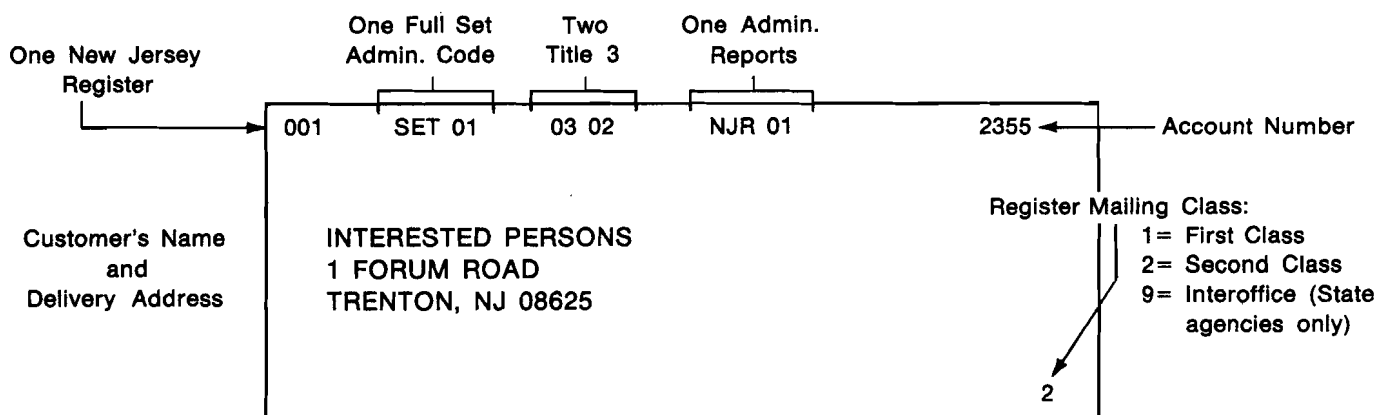 One New Jersey
Register
One Full Set
Admin. Code
Two
Title 3
One Admin.
Reports
001 SET 01 03 02 NJR 01 2355
Account Number
Customer's Name
and
Delivery Address
INTERESTED PERSONS
1 FORUM ROAD
TRENTON, NJ 08625
Register Mailing Class:
1= First Class
2= Second Class
9= Interoffice (State
agencies only)
2